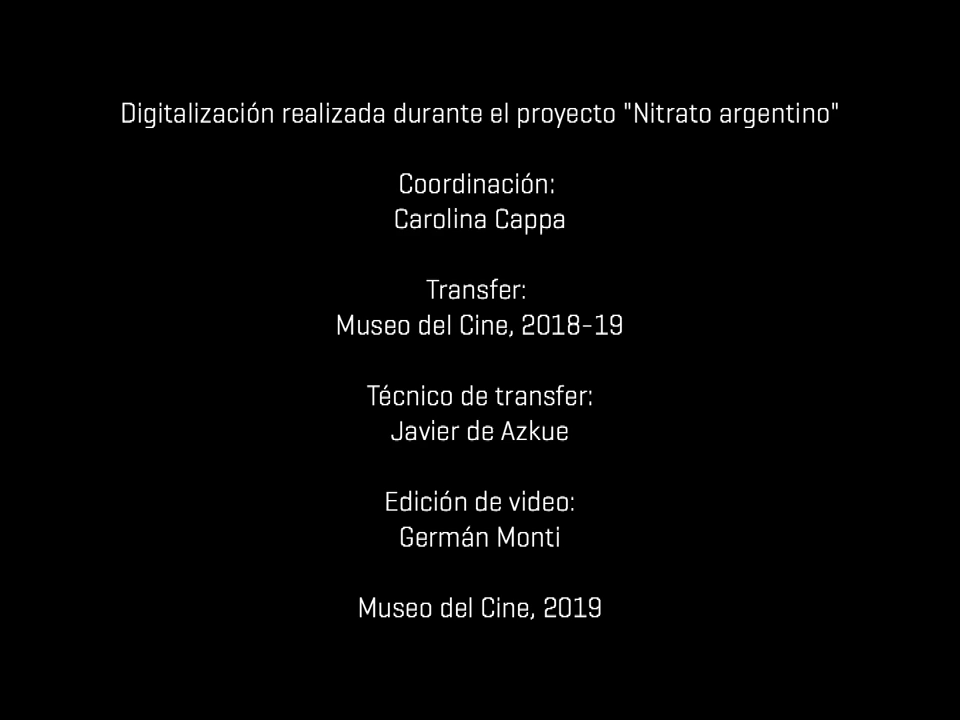 Digitalización realizada durante el proyecto "Nitrato argentino"
Coordinación:
Carolina Cappa
Transfer:
Museo del Cine, 2018-19
Técnico de transfer:
Javier de Azkue
Edición de video:
Germán Monti
Museo del Cine, 2019